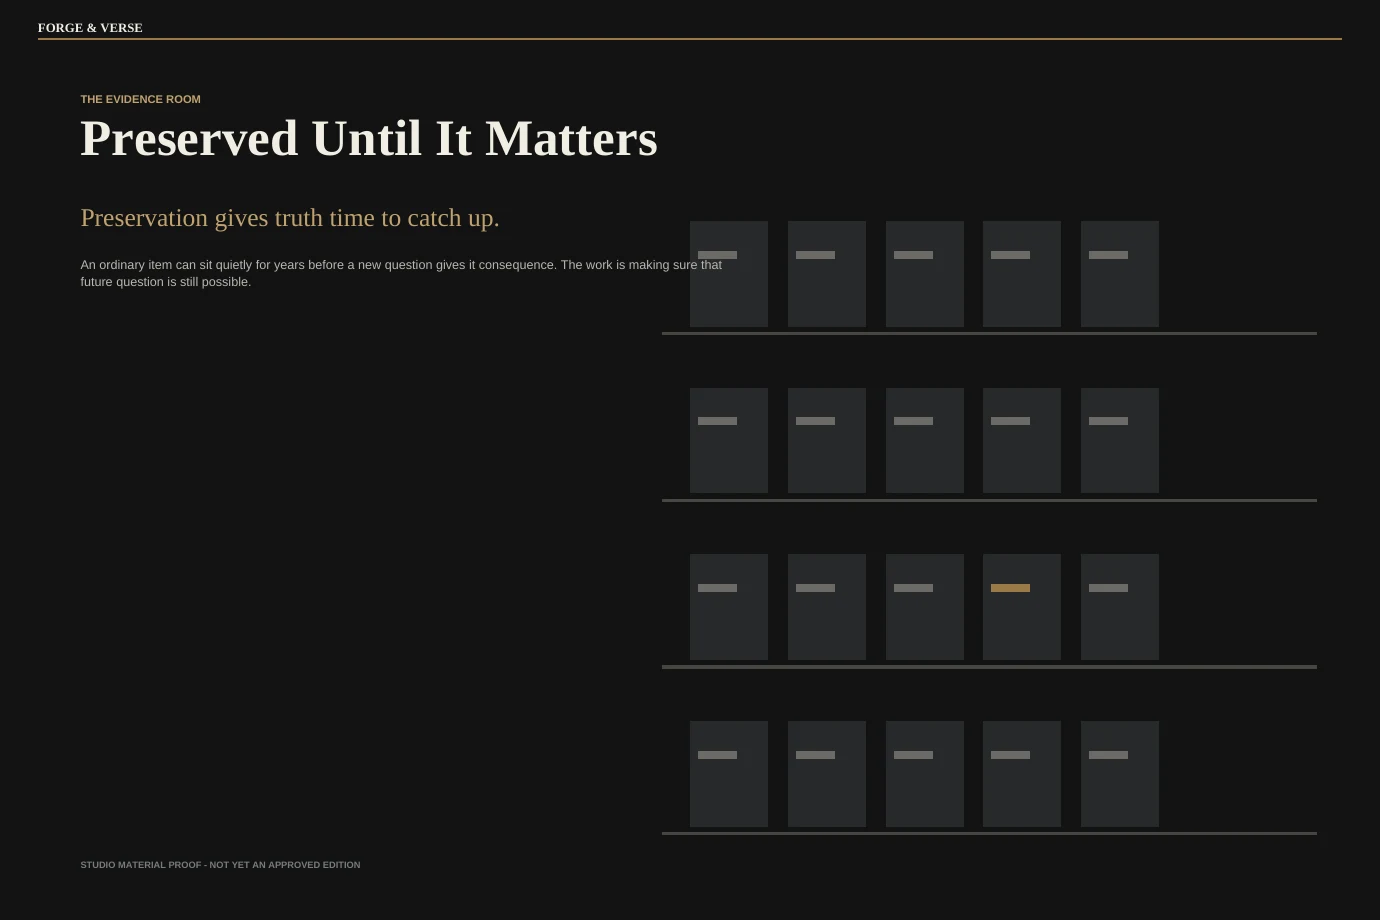 FORGE & VERSE
THE EVIDENCE ROOM
Preserved Until It Matters
Preservation gives truth time to catch up.
An ordinary item can sit quietly for years before a new question gives it consequence. The work is making sure that
future question is still possible.
STUDIO MATERIAL PROOF - NOT YET AN APPROVED EDITION